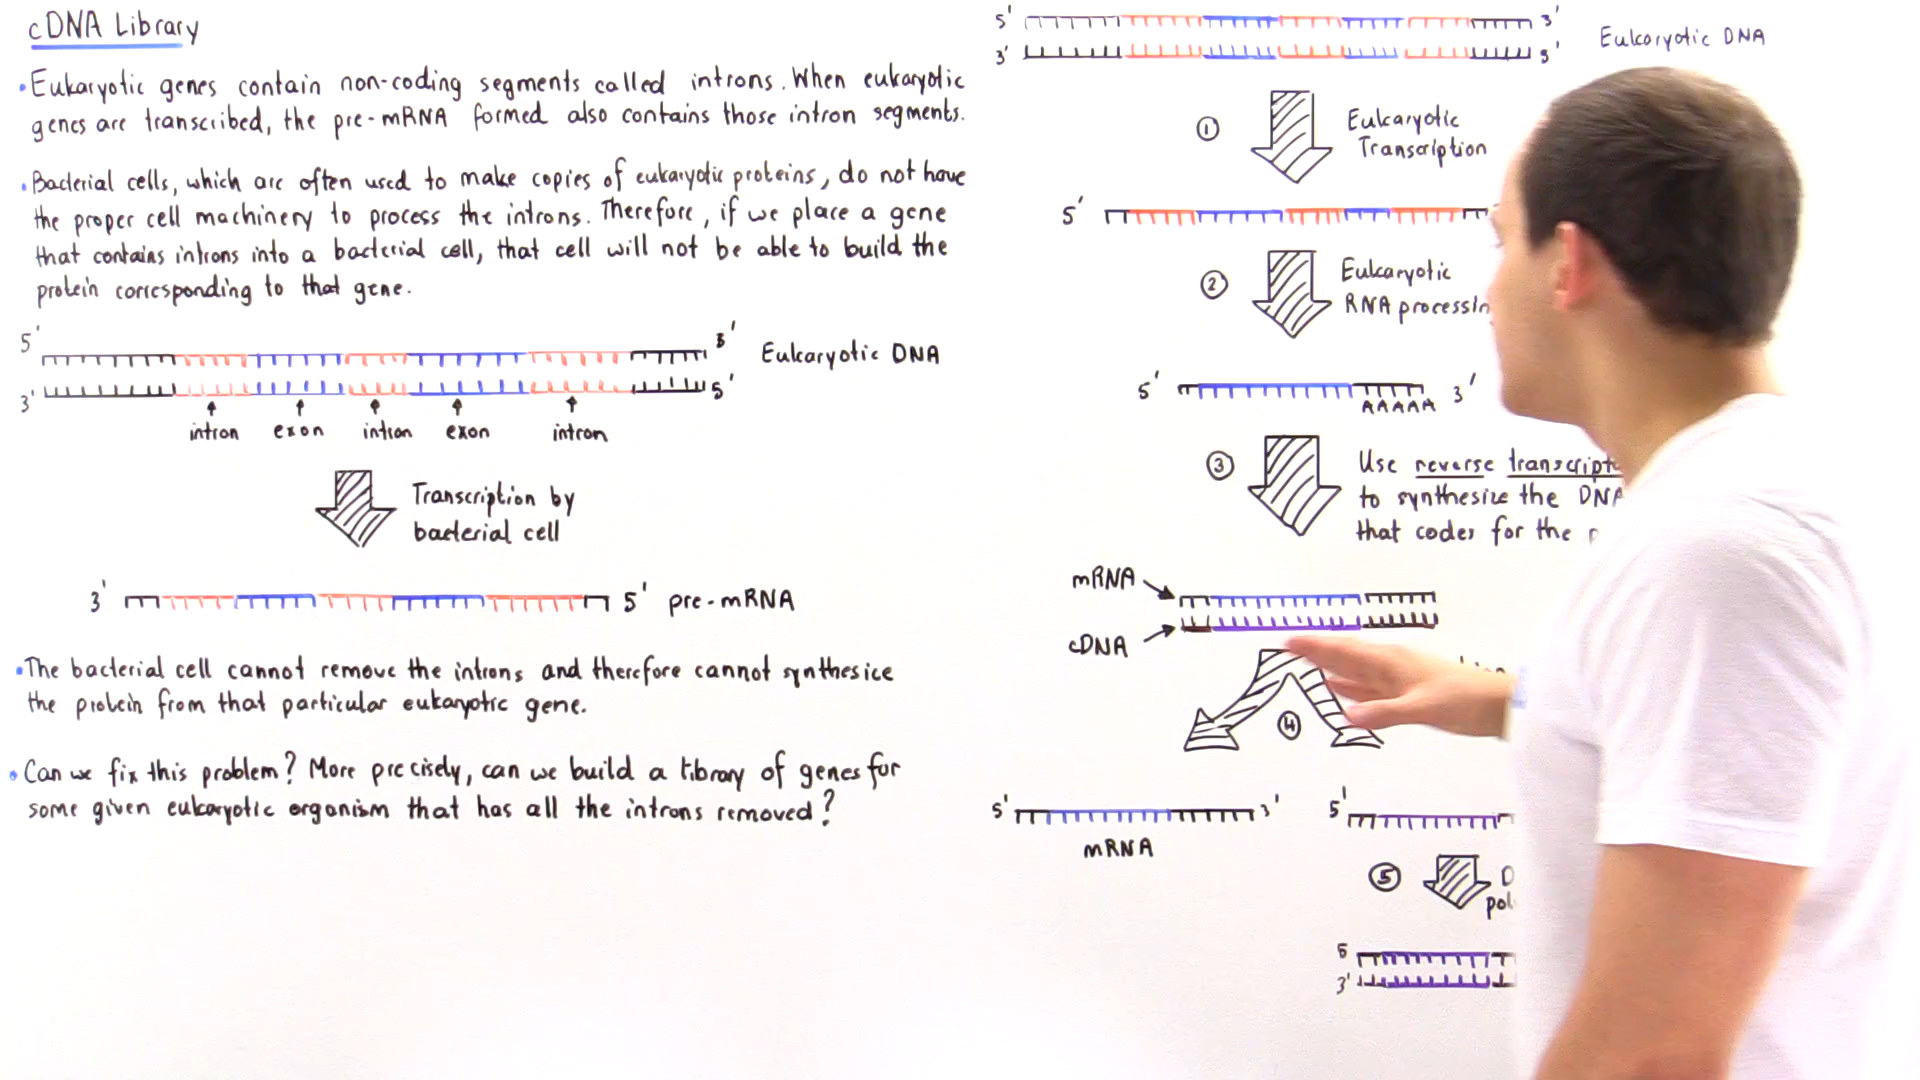 cDNA Library
• Eukaryotic genes contain non-coding segments called introns. When eukaryotic
genes are transcribed, the pre-mRNA formed also contains those intron segments.
• Bacterial cells, which are often used to make copies of eukaryotic proteins, do not have
the proper cell machinery to process the introns. Therefore, if we place a gene
that contains introns into a bacterial cell, that cell will not be able to build the
protein corresponding to that gene.
5' 3' Eukaryotic DNA
3' 5'
intron exon intron exon intron
Transcription by
bacterial cell
3' 5' pre-mRNA
• The bacterial cell cannot remove the introns and therefore cannot synthesice
the protein from that particular eukaryotic gene.
• Can we fix this problem? More precisely, can we build a library of genes for
some given eukaryotic organism that has all the introns removed?
5' 3' Eukaryotic DNA
3' 5'
1 Eukaryotic
Transcription
5'
2 Eukaryotic
RNA processin
5' 3'
AAAAA
3 Use reverse transcript
to synthesize the DNA
that codes for the p
mRNA
cDNA
4
5' 3' 5'
mRNA
5 D
pol
5
3'